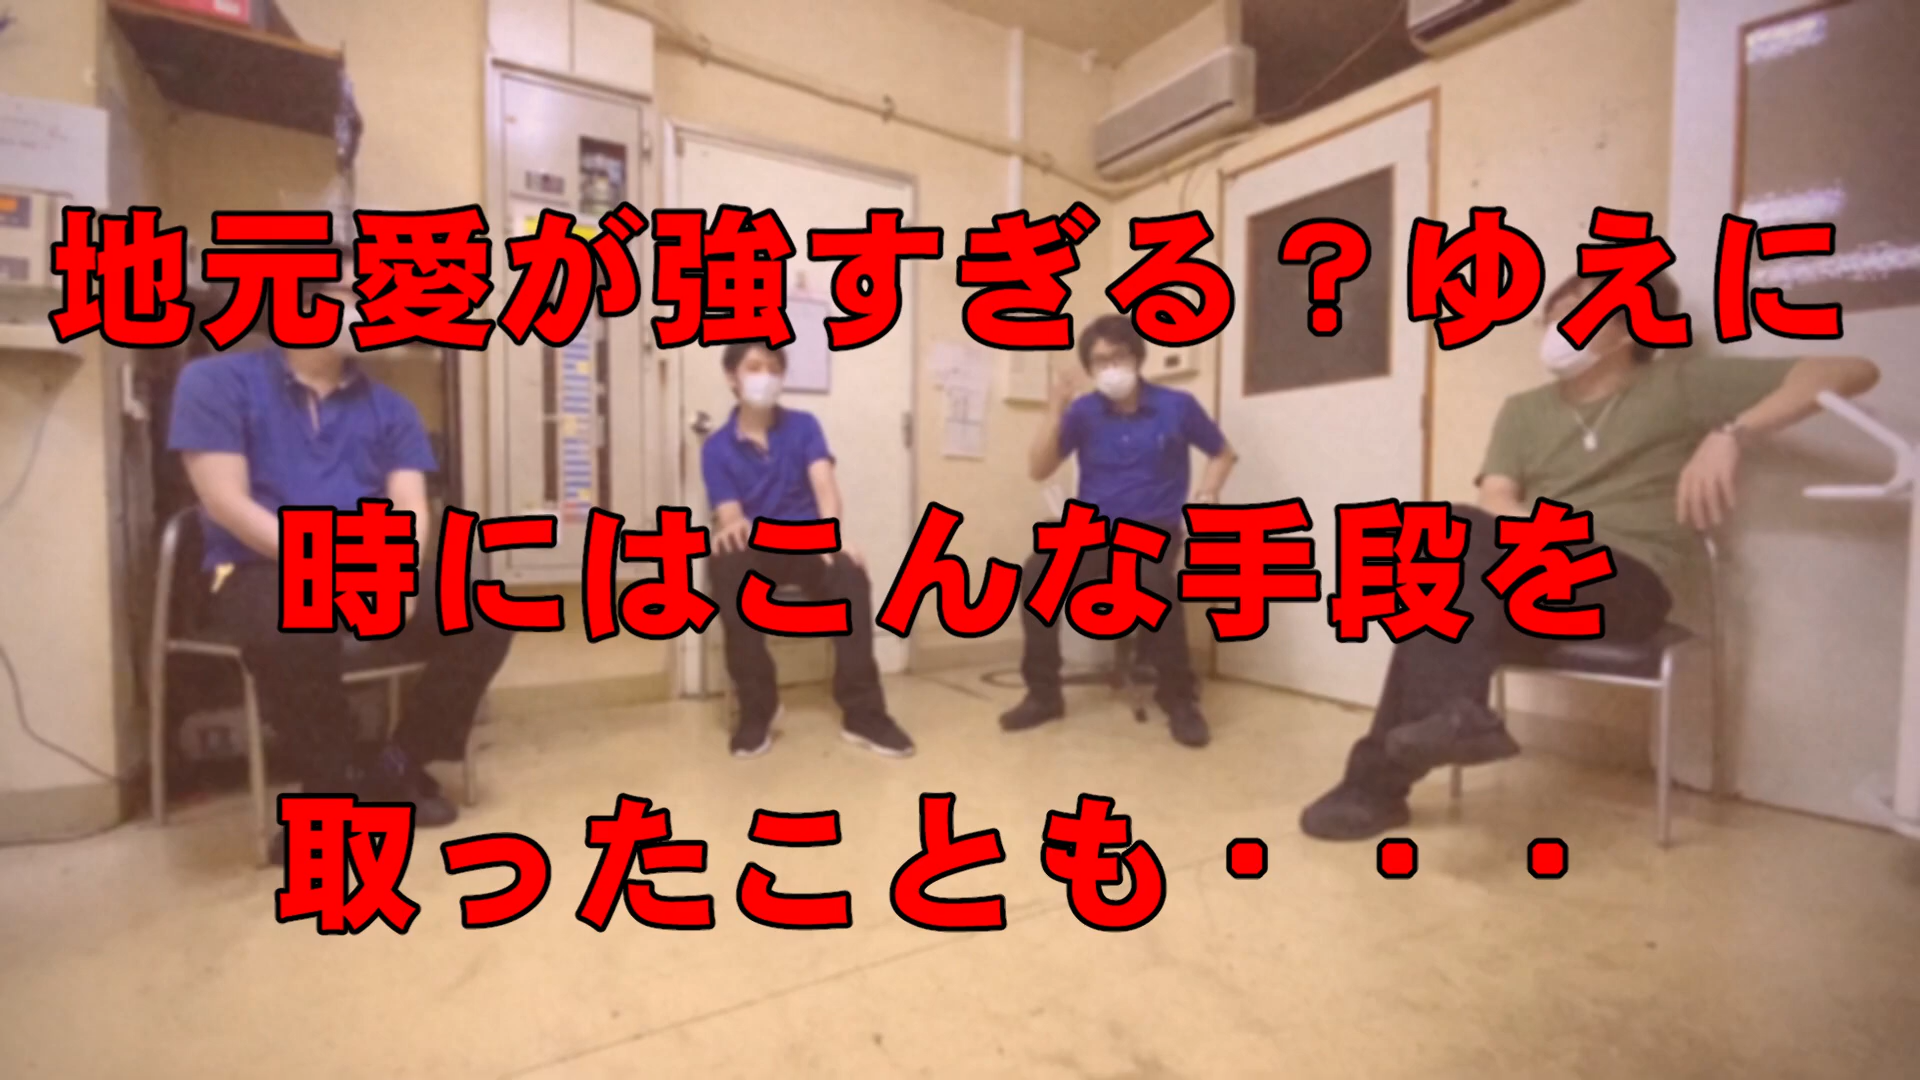 地元愛が強すぎる？ゆえに
時にはこんな手段を
取ったことも・・・